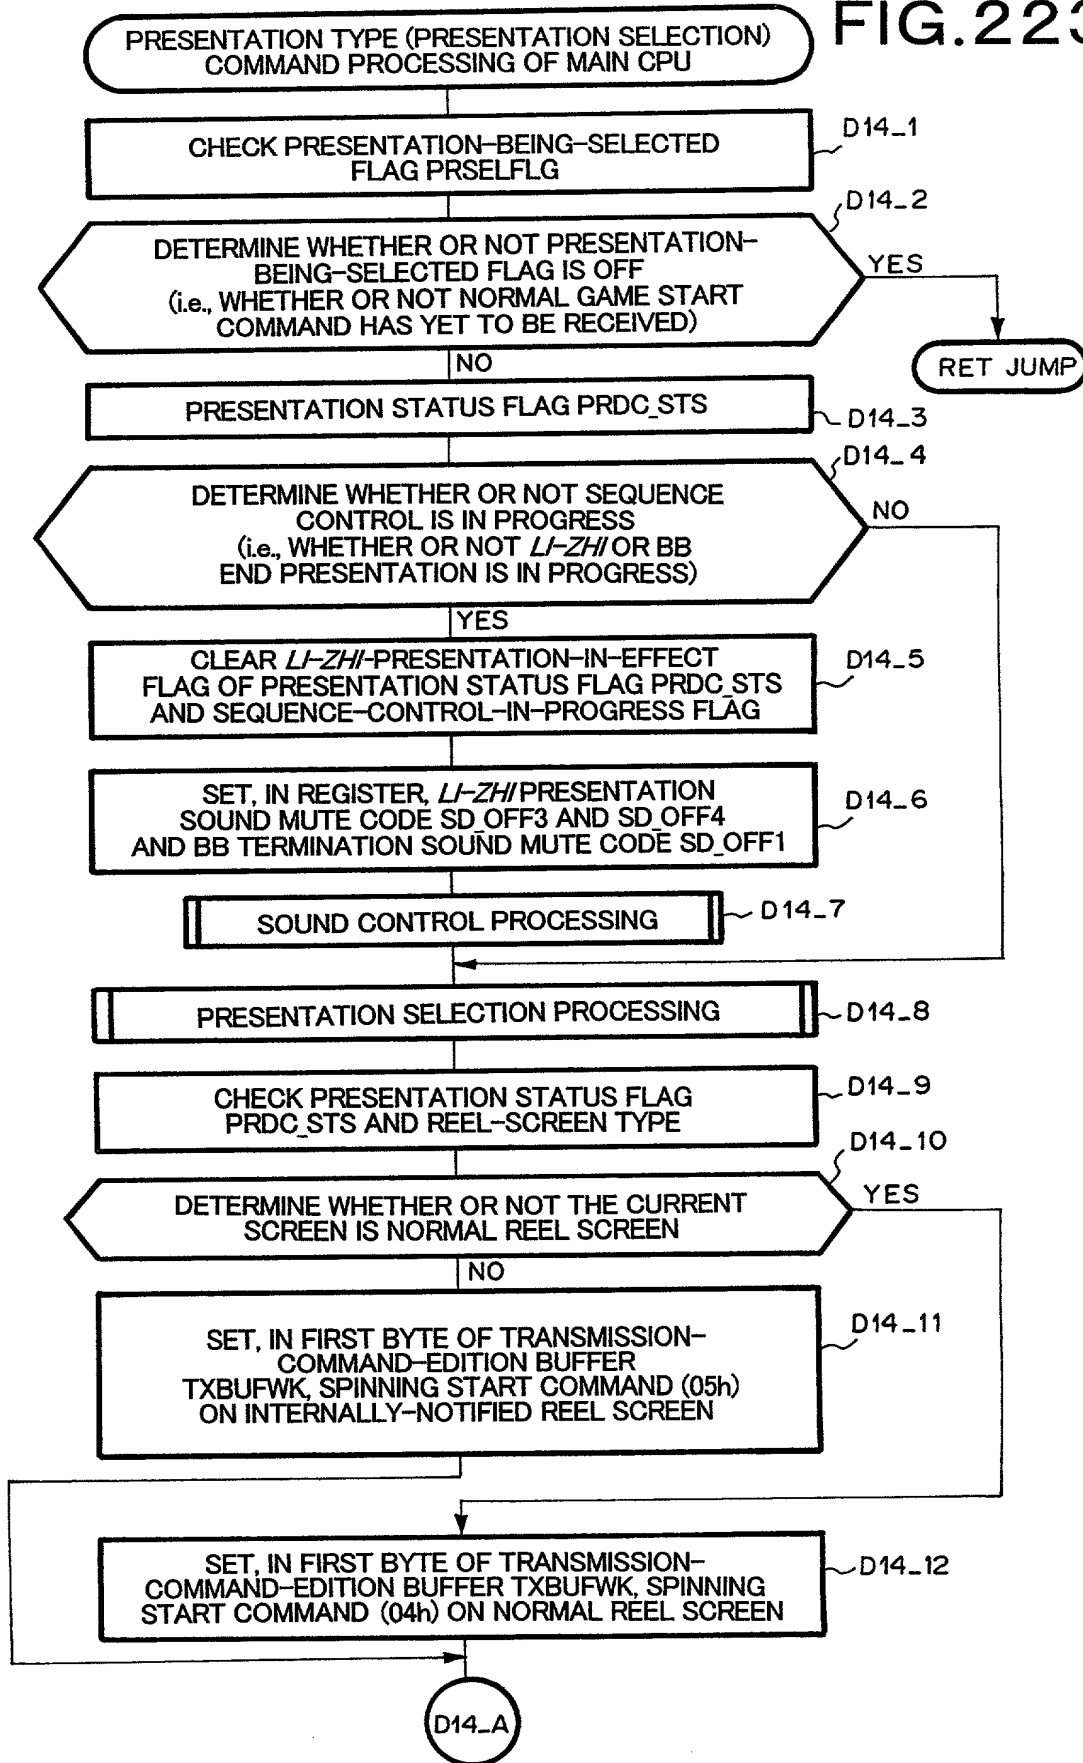 FIG.223
PRESENTATION TYPE (PRESENTATION SELECTION)
COMMAND PROCESSING OF MAIN CPU
D14_1
CHECK PRESENTATION-BEING-SELECTED
FLAG PRSELFLG
D14_2
DETERMINE WHETHER OR NOT PRESENTATION-
BEING-SELECTED FLAG IS OFF
(i.e., WHETHER OR NOT NORMAL GAME START
COMMAND HAS YET TO BE RECEIVED)
YES
RET JUMP
NO
PRESENTATION STATUS FLAG PRDC_STS
D14_3
D14_4
DETERMINE WHETHER OR NOT SEQUENCE
CONTROL IS IN PROGRESS
(i.e., WHETHER OR NOT LI-ZHI OR BB
END PRESENTATION IS IN PROGRESS)
NO
YES
CLEAR LI-ZHI-PRESENTATION-IN-EFFECT
FLAG OF PRESENTATION STATUS FLAG PRDC_STS
AND SEQUENCE-CONTROL-IN-PROGRESS FLAG
D14_5
SET, IN REGISTER, LI-ZHI PRESENTATION
SOUND MUTE CODE SD_OFF3 AND SD_OFF4
AND BB TERMINATION SOUND MUTE CODE SD_OFF1
D14_6
SOUND CONTROL PROCESSING
D14_7
PRESENTATION SELECTION PROCESSING
D14_8
CHECK PRESENTATION STATUS FLAG
PRDC_STS AND REEL-SCREEN TYPE
D14_9
D14_10
DETERMINE WHETHER OR NOT THE CURRENT
SCREEN IS NORMAL REEL SCREEN
YES
NO
SET, IN FIRST BYTE OF TRANSMISSION-
COMMAND-EDITION BUFFER
TXBUFWK, SPINNING START COMMAND (05h)
ON INTERNALLY-NOTIFIED REEL SCREEN
D14_11
SET, IN FIRST BYTE OF TRANSMISSION-
COMMAND-EDITION BUFFER TXBUFWK, SPINNING
START COMMAND (04h) ON NORMAL REEL SCREEN
D14_12
D14_A